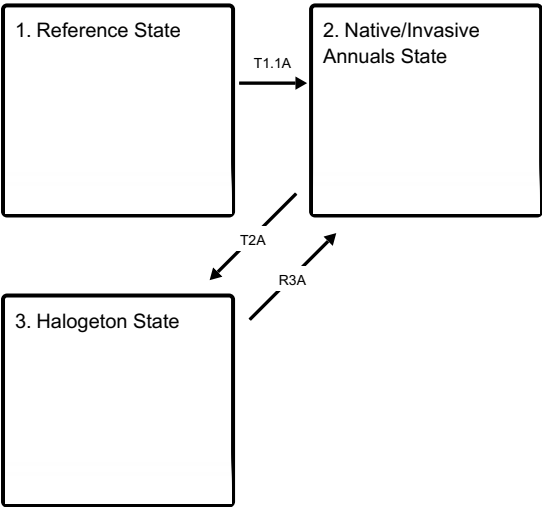 1. Reference State
T1.1A
2. Native/Invasive
Annuals State
T2A
R3A
3. Halogeton State